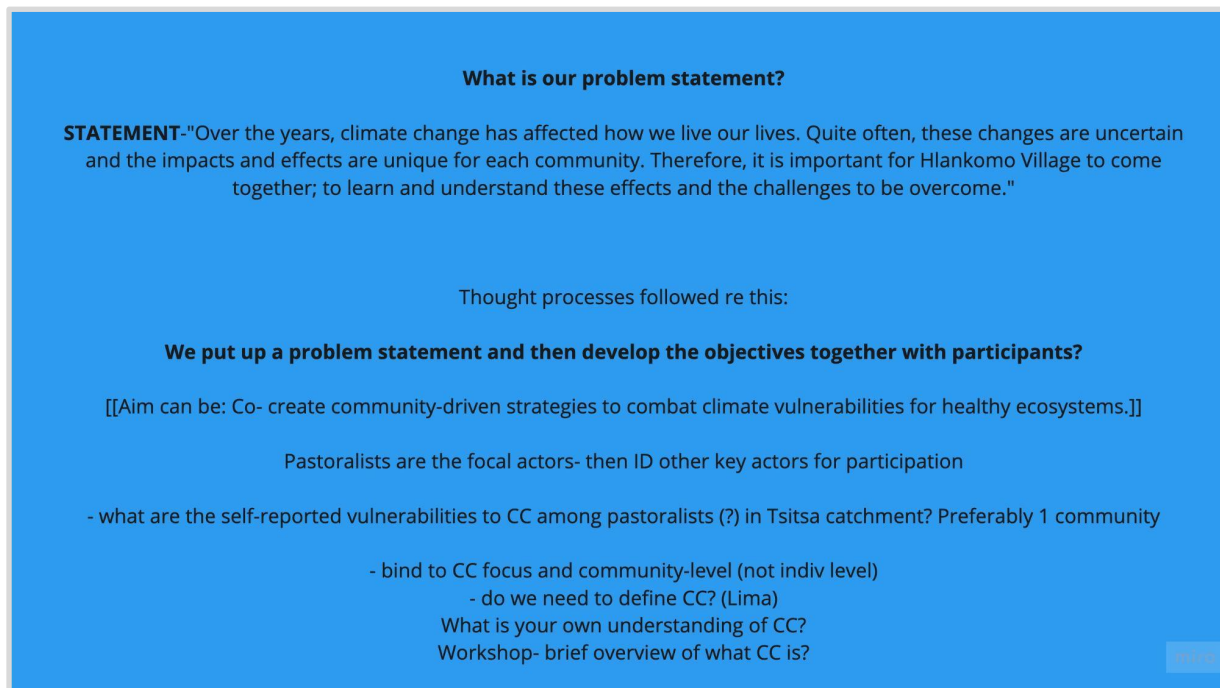 What is our problem statement?
STATEMENT-"Over the years, climate change has affected how we live our lives. Quite often, these changes are uncertain
and the impacts and effects are unique for each community. Therefore, it is important for Hlankomo Village to come
together; to learn and understand these effects and the challenges to be overcome."
Thought processes followed re this:
We put up a problem statement and then develop the objectives together with participants?
[[Aim can be: Co- create community-driven strategies to combat climate vulnerabilities for healthy ecosystems.]]
Pastoralists are the focal actors- then ID other key actors for participation
- what are the self-reported vulnerabilities to CC among pastoralists (?) in Tsitsa catchment? Preferably 1 community
- bind to CC focus and community-level (not indiv level)
- do we need to define CC? (Lima)
What is your own understanding of CC?
Workshop- brief overview of what CC is?
miro